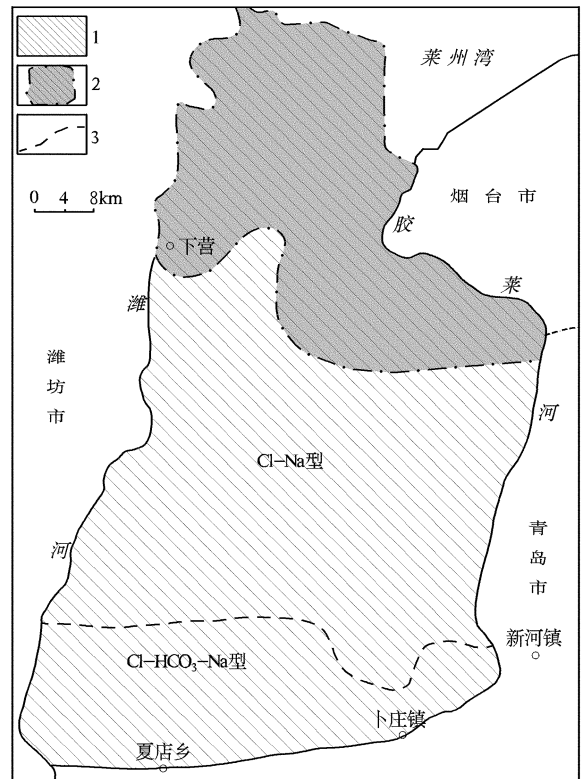 1
2
3
0 4 8km
莱州湾
烟台市
胶
莱
河
下营
潍
河
潍坊市
Cl-Na型
青岛市
新河镇
Cl-HCO₃-Na型
卜庄镇
夏店乡